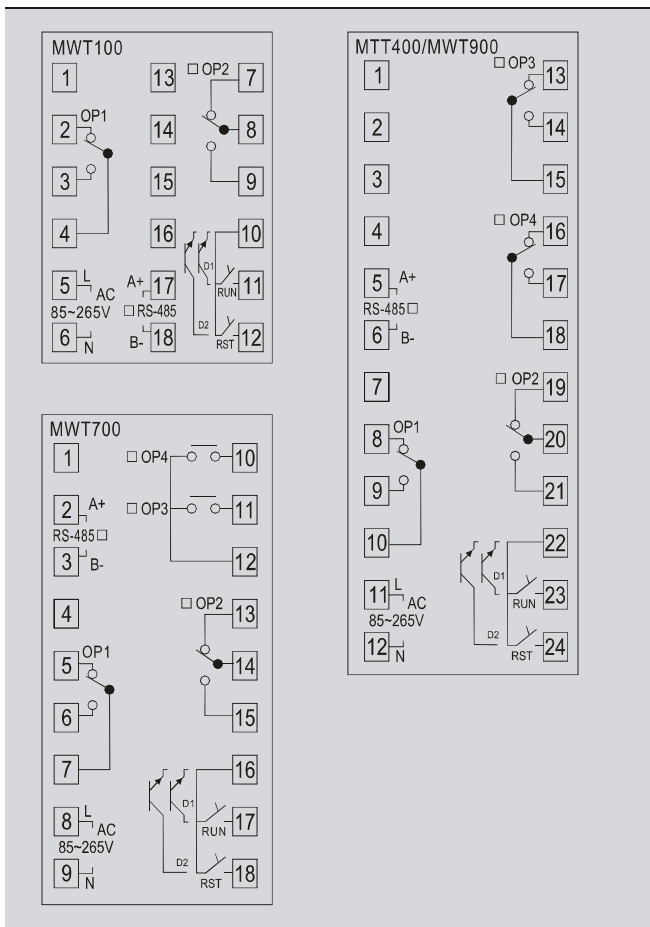 MWT100
1 13 □ OP2 7
2 OP1 14 8
3 15 9
4 16 10
5 L AC A+ 17 D1 RUN 11
85~265V □ RS-485
6 N B- 18 D2 RST 12
MWT700
1 □ OP4 10
2 A+ □ OP3 11
RS-485 □
3 B- 12
4 □ OP2 13
5 OP1 14
6 15
7 16
8 L AC D1 RUN 17
85~265V
9 N D2 RST 18
MTT400/MWT900
1 □ OP3 13
2 14
3 15
4 □ OP4 16
5 A+ 17
RS-485 □
6 B- 18
7 □ OP2 19
8 OP1 20
9 21
10 22
11 L AC D1 RUN 23
85~265V
12 N D2 RST 24